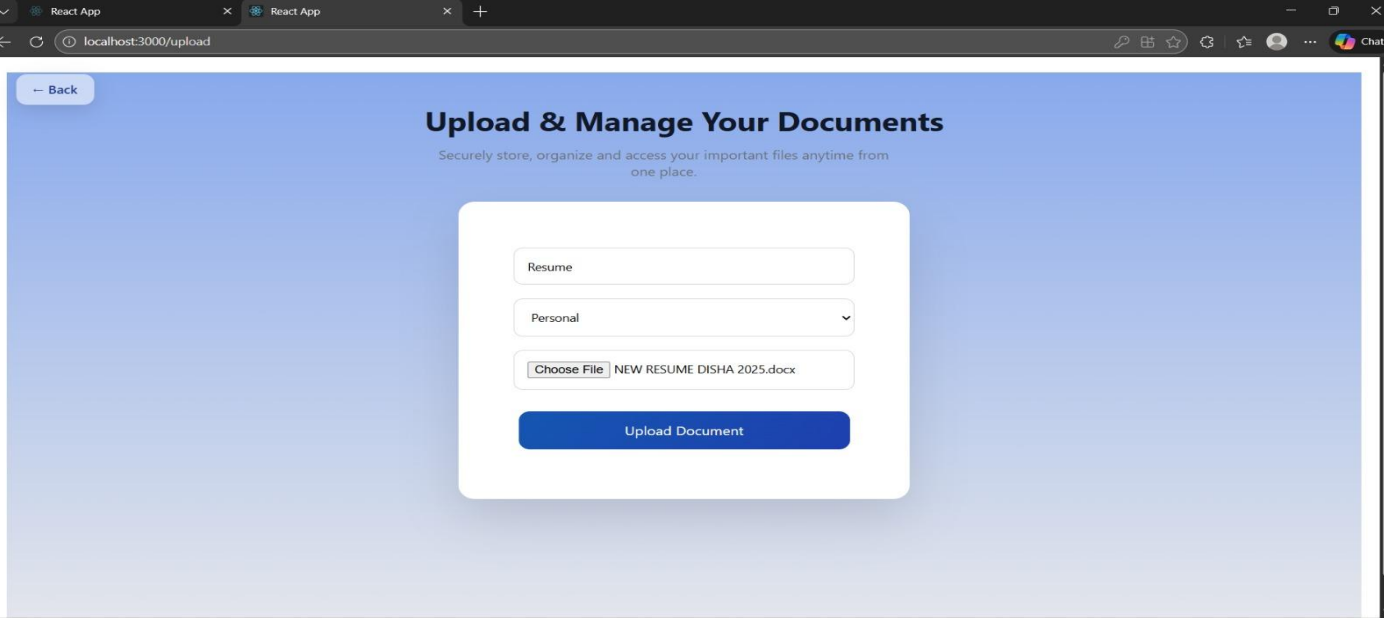 React App
React App
localhost:3000/upload
Chat
← Back
Upload & Manage Your Documents
Securely store, organize and access your important files anytime from
one place.
Resume
Personal
Choose File NEW RESUME DISHA 2025.docx
Upload Document